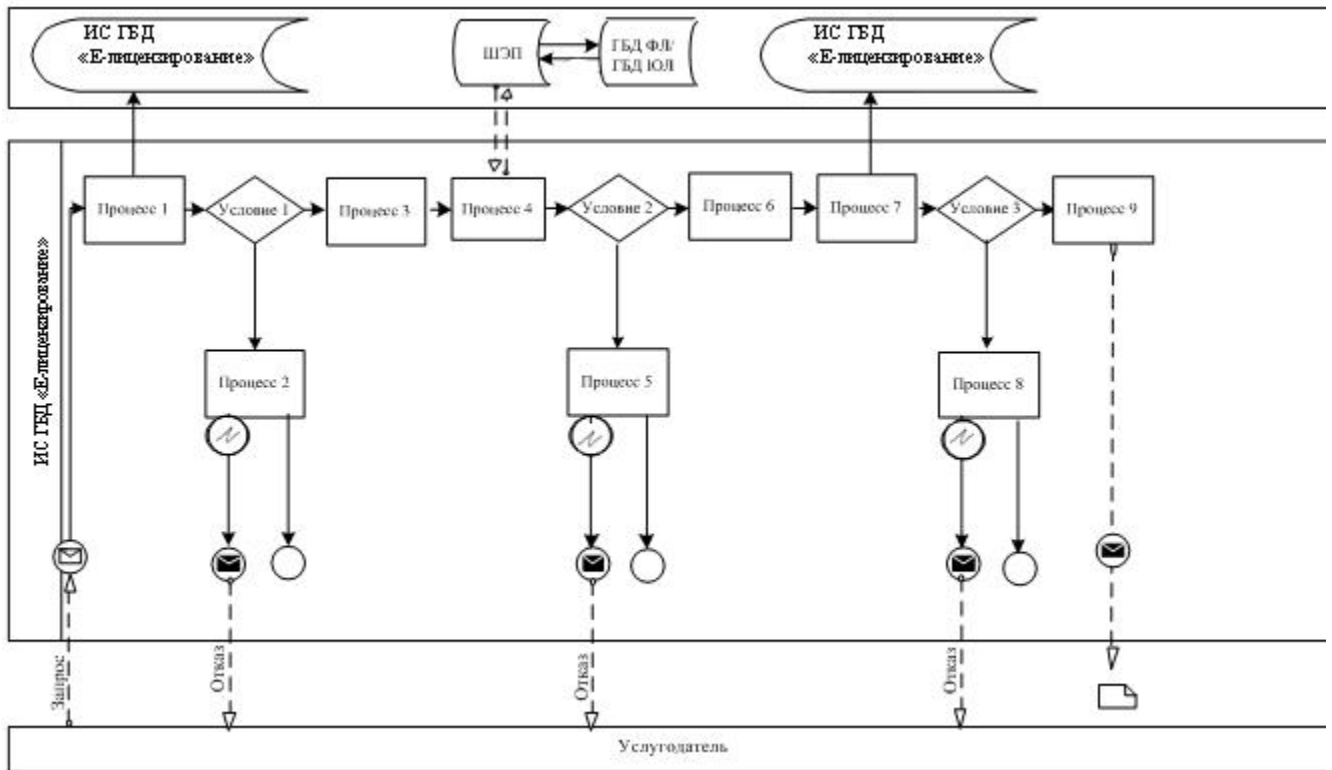 ИС ГБД
«Е-лицензирование»
ШЭП
ГБД ФЛ/
ГБД ЮЛ
ИС ГБД
«Е-лицензирование»
ИС ГБД «Е-лицензирование»
Процесс 1
Условие 1
Процесс 3
Процесс 4
Условие 2
Процесс 6
Процесс 7
Условие 3
Процесс 9
Процесс 2
Процесс 5
Процесс 8
Запрос
Отказ
Отказ
Отказ
Услугодатель